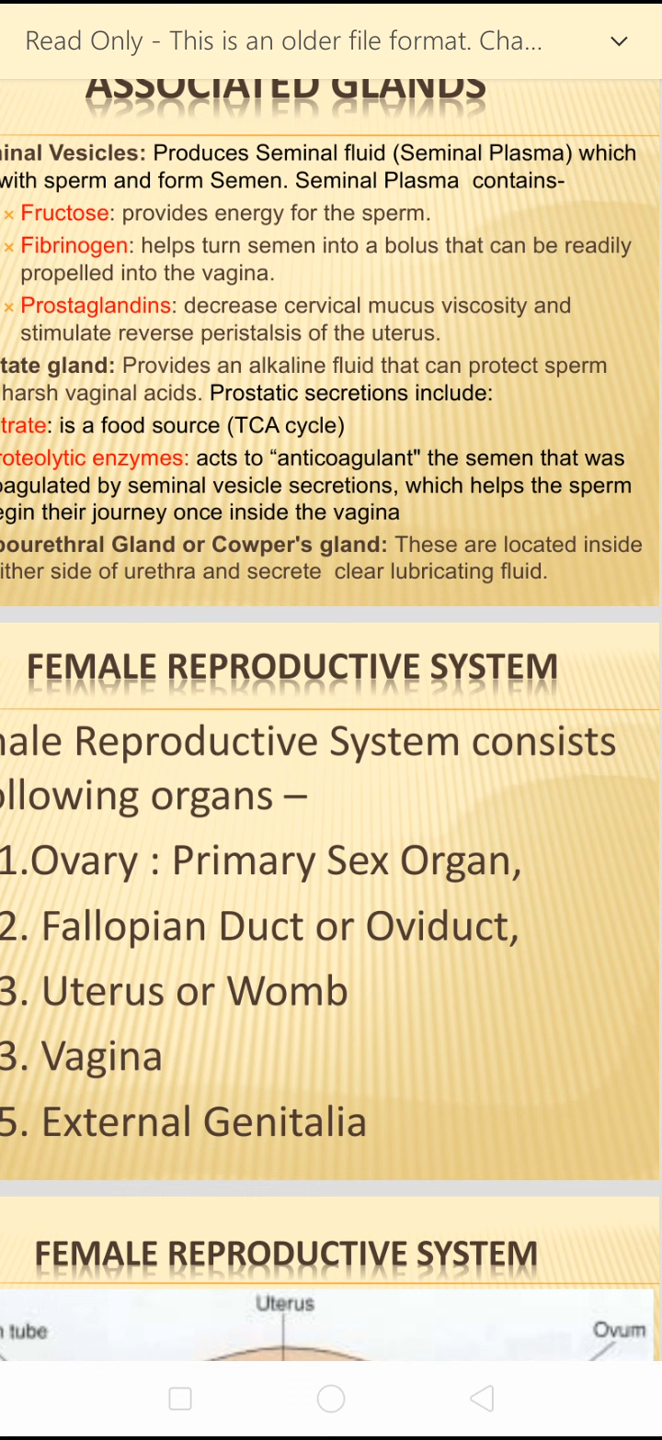 Read Only - This is an older file format. Cha...
ASSOCIATED GLANDS
inal Vesicles: Produces Seminal fluid (Seminal Plasma) which
with sperm and form Semen. Seminal Plasma contains-
× Fructose: provides energy for the sperm.
× Fibrinogen: helps turn semen into a bolus that can be readily
propelled into the vagina.
× Prostaglandins: decrease cervical mucus viscosity and
stimulate reverse peristalsis of the uterus.
tate gland: Provides an alkaline fluid that can protect sperm
harsh vaginal acids. Prostatic secretions include:
trate: is a food source (TCA cycle)
roteolytic enzymes: acts to “anticoagulant" the semen that was
oagulated by seminal vesicle secretions, which helps the sperm
egin their journey once inside the vagina
bourethral Gland or Cowper's gland: These are located inside
ither side of urethra and secrete clear lubricating fluid.
FEMALE REPRODUCTIVE SYSTEM
ale Reproductive System consists
ollowing organs –
1.Ovary : Primary Sex Organ,
2. Fallopian Duct or Oviduct,
3. Uterus or Womb
3. Vagina
5. External Genitalia
FEMALE REPRODUCTIVE SYSTEM
Uterus
n tube
Ovum